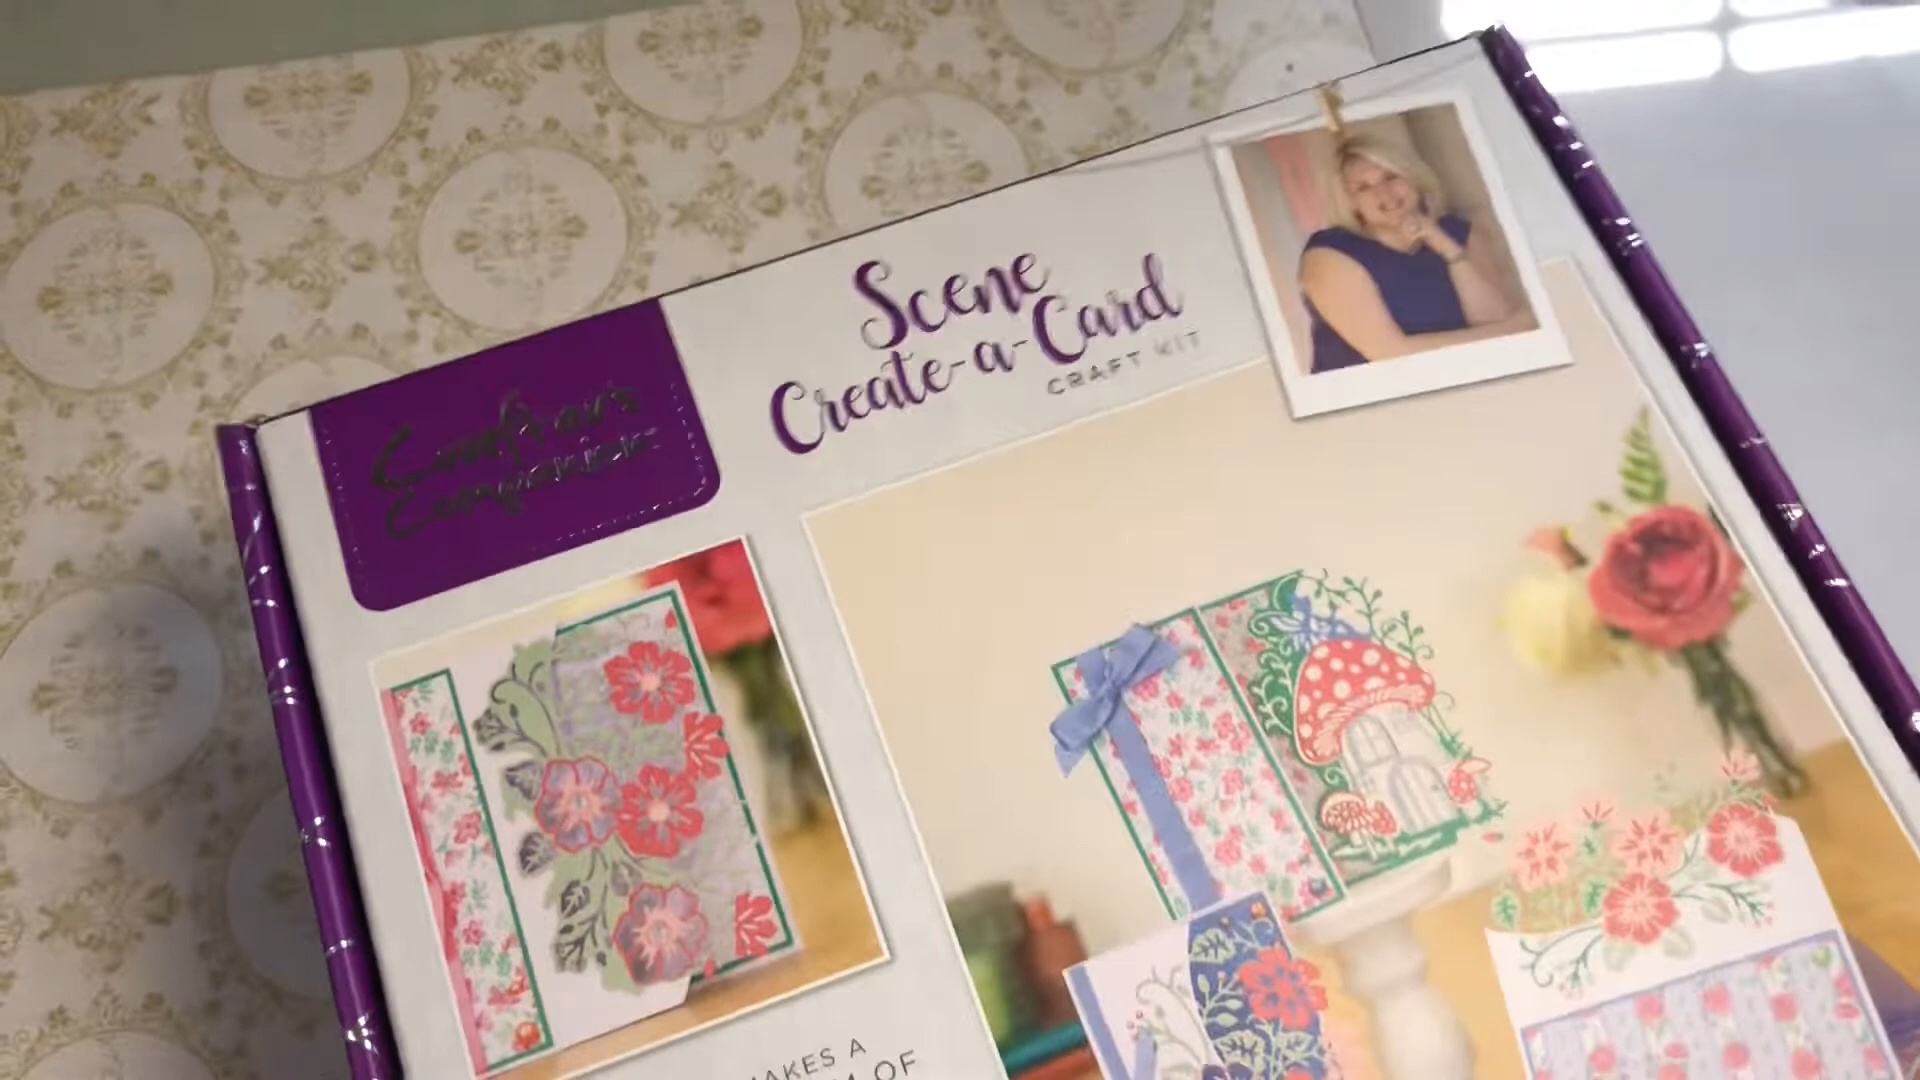 Crafter's
Companion
Scene
Create-a-Card
CRAFT KIT
MAKES A
OF